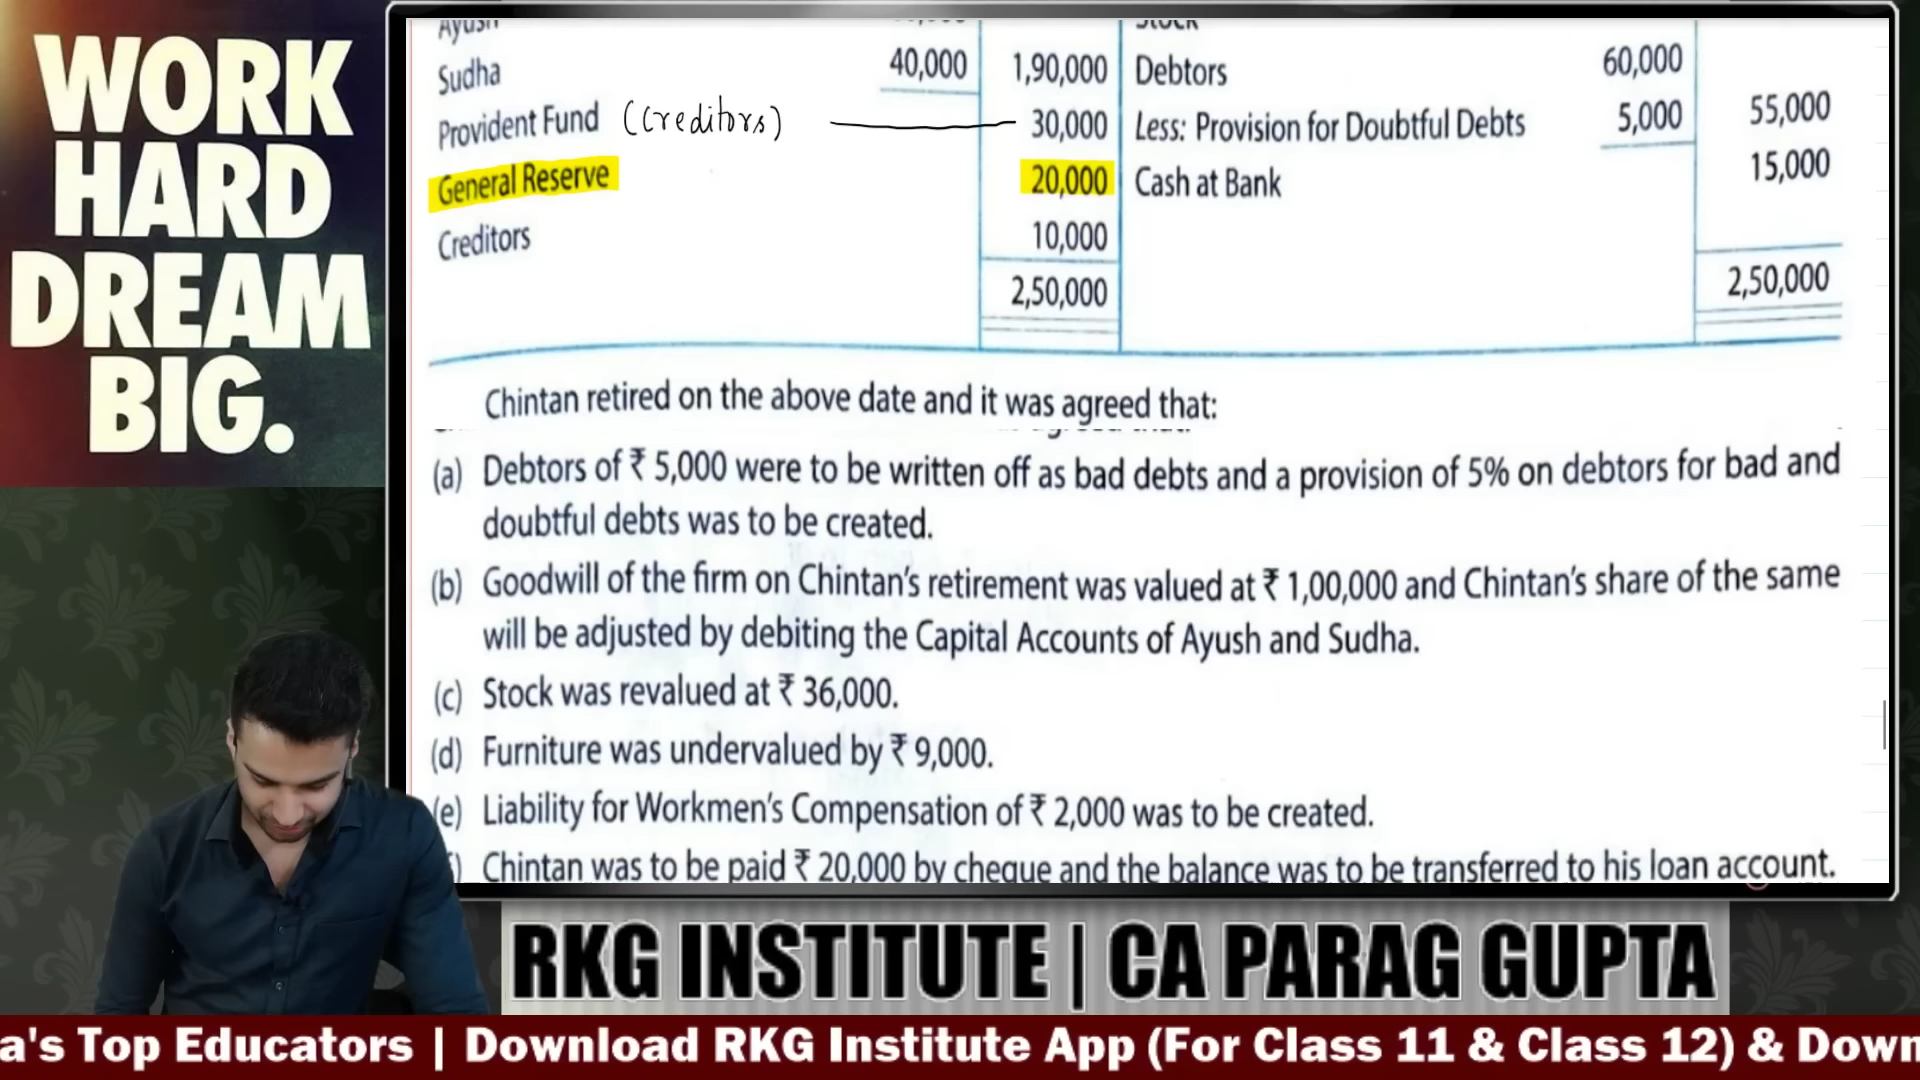 WORK
HARD
DREAM
BIG.
Ayush Stock
Sudha 40,000 1,90,000 Debtors 60,000
Provident Fund (Creditors) 30,000 Less: Provision for Doubtful Debts 5,000 55,000
General Reserve 20,000 Cash at Bank 15,000
Creditors 10,000
2,50,000 2,50,000
Chintan retired on the above date and it was agreed that:
(a) Debtors of ₹ 5,000 were to be written off as bad debts and a provision of 5% on debtors for bad and
doubtful debts was to be created.
(b) Goodwill of the firm on Chintan's retirement was valued at ₹ 1,00,000 and Chintan's share of the same
will be adjusted by debiting the Capital Accounts of Ayush and Sudha.
(c) Stock was revalued at ₹ 36,000.
(d) Furniture was undervalued by ₹ 9,000.
(e) Liability for Workmen's Compensation of ₹ 2,000 was to be created.
Chintan was to be paid ₹ 20,000 by cheque and the balance was to be transferred to his loan account.
RKG INSTITUTE | CA PARAG GUPTA
a's Top Educators | Download RKG Institute App (For Class 11 & Class 12) & Down